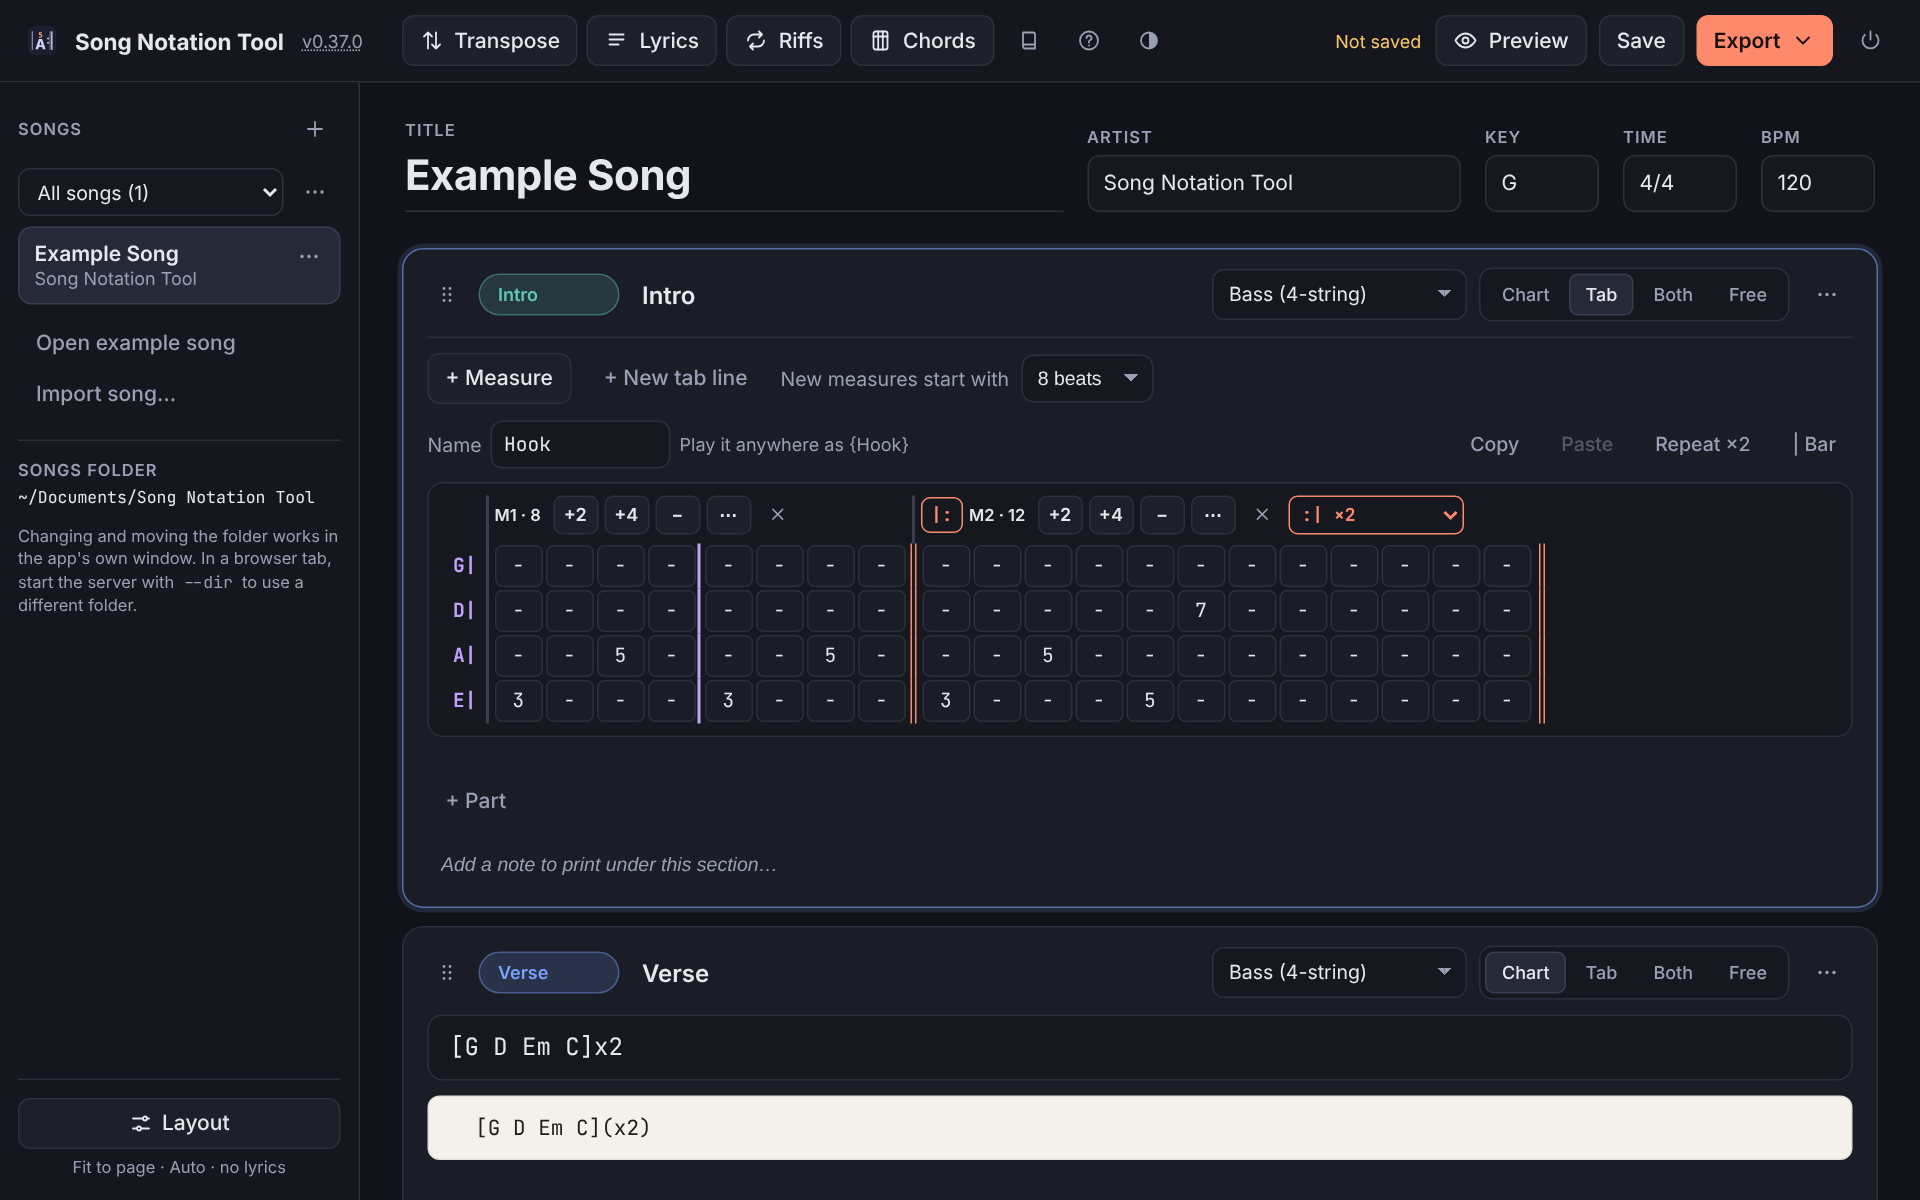 Song Notation Tool v0.37.0 Transpose Lyrics Riffs Chords Not saved Preview Save Export
SONGS
All songs (1)
Example Song
Song Notation Tool
Open example song
Import song...
SONGS FOLDER
~/Documents/Song Notation Tool
Changing and moving the folder works in
the app's own window. In a browser tab,
start the server with --dir to use a
different folder.
Layout
Fit to page · Auto · no lyrics
TITLE
Example Song
ARTIST
Song Notation Tool
KEY
G
TIME
4/4
BPM
120
Intro Intro Bass (4-string) Chart Tab Both Free
+ Measure + New tab line New measures start with 8 beats
Name Hook Play it anywhere as {Hook} Copy Paste Repeat ×2 | Bar
M1 · 8 +2 +4 – ··· × |: M2 · 12 +2 +4 – ··· × :| ×2
G| - - - - - - - - - - - - - - - - - - - -
D| - - - - - - - - - - - - - 7 - - - - - -
A| - - 5 - - - 5 - - - 5 - - - - - - - - -
E| 3 - - - 3 - - - 3 - - - 5 - - - - - - -
+ Part
Add a note to print under this section…
Verse Verse Bass (4-string) Chart Tab Both Free
[G D Em C]x2
[G D Em C](x2)